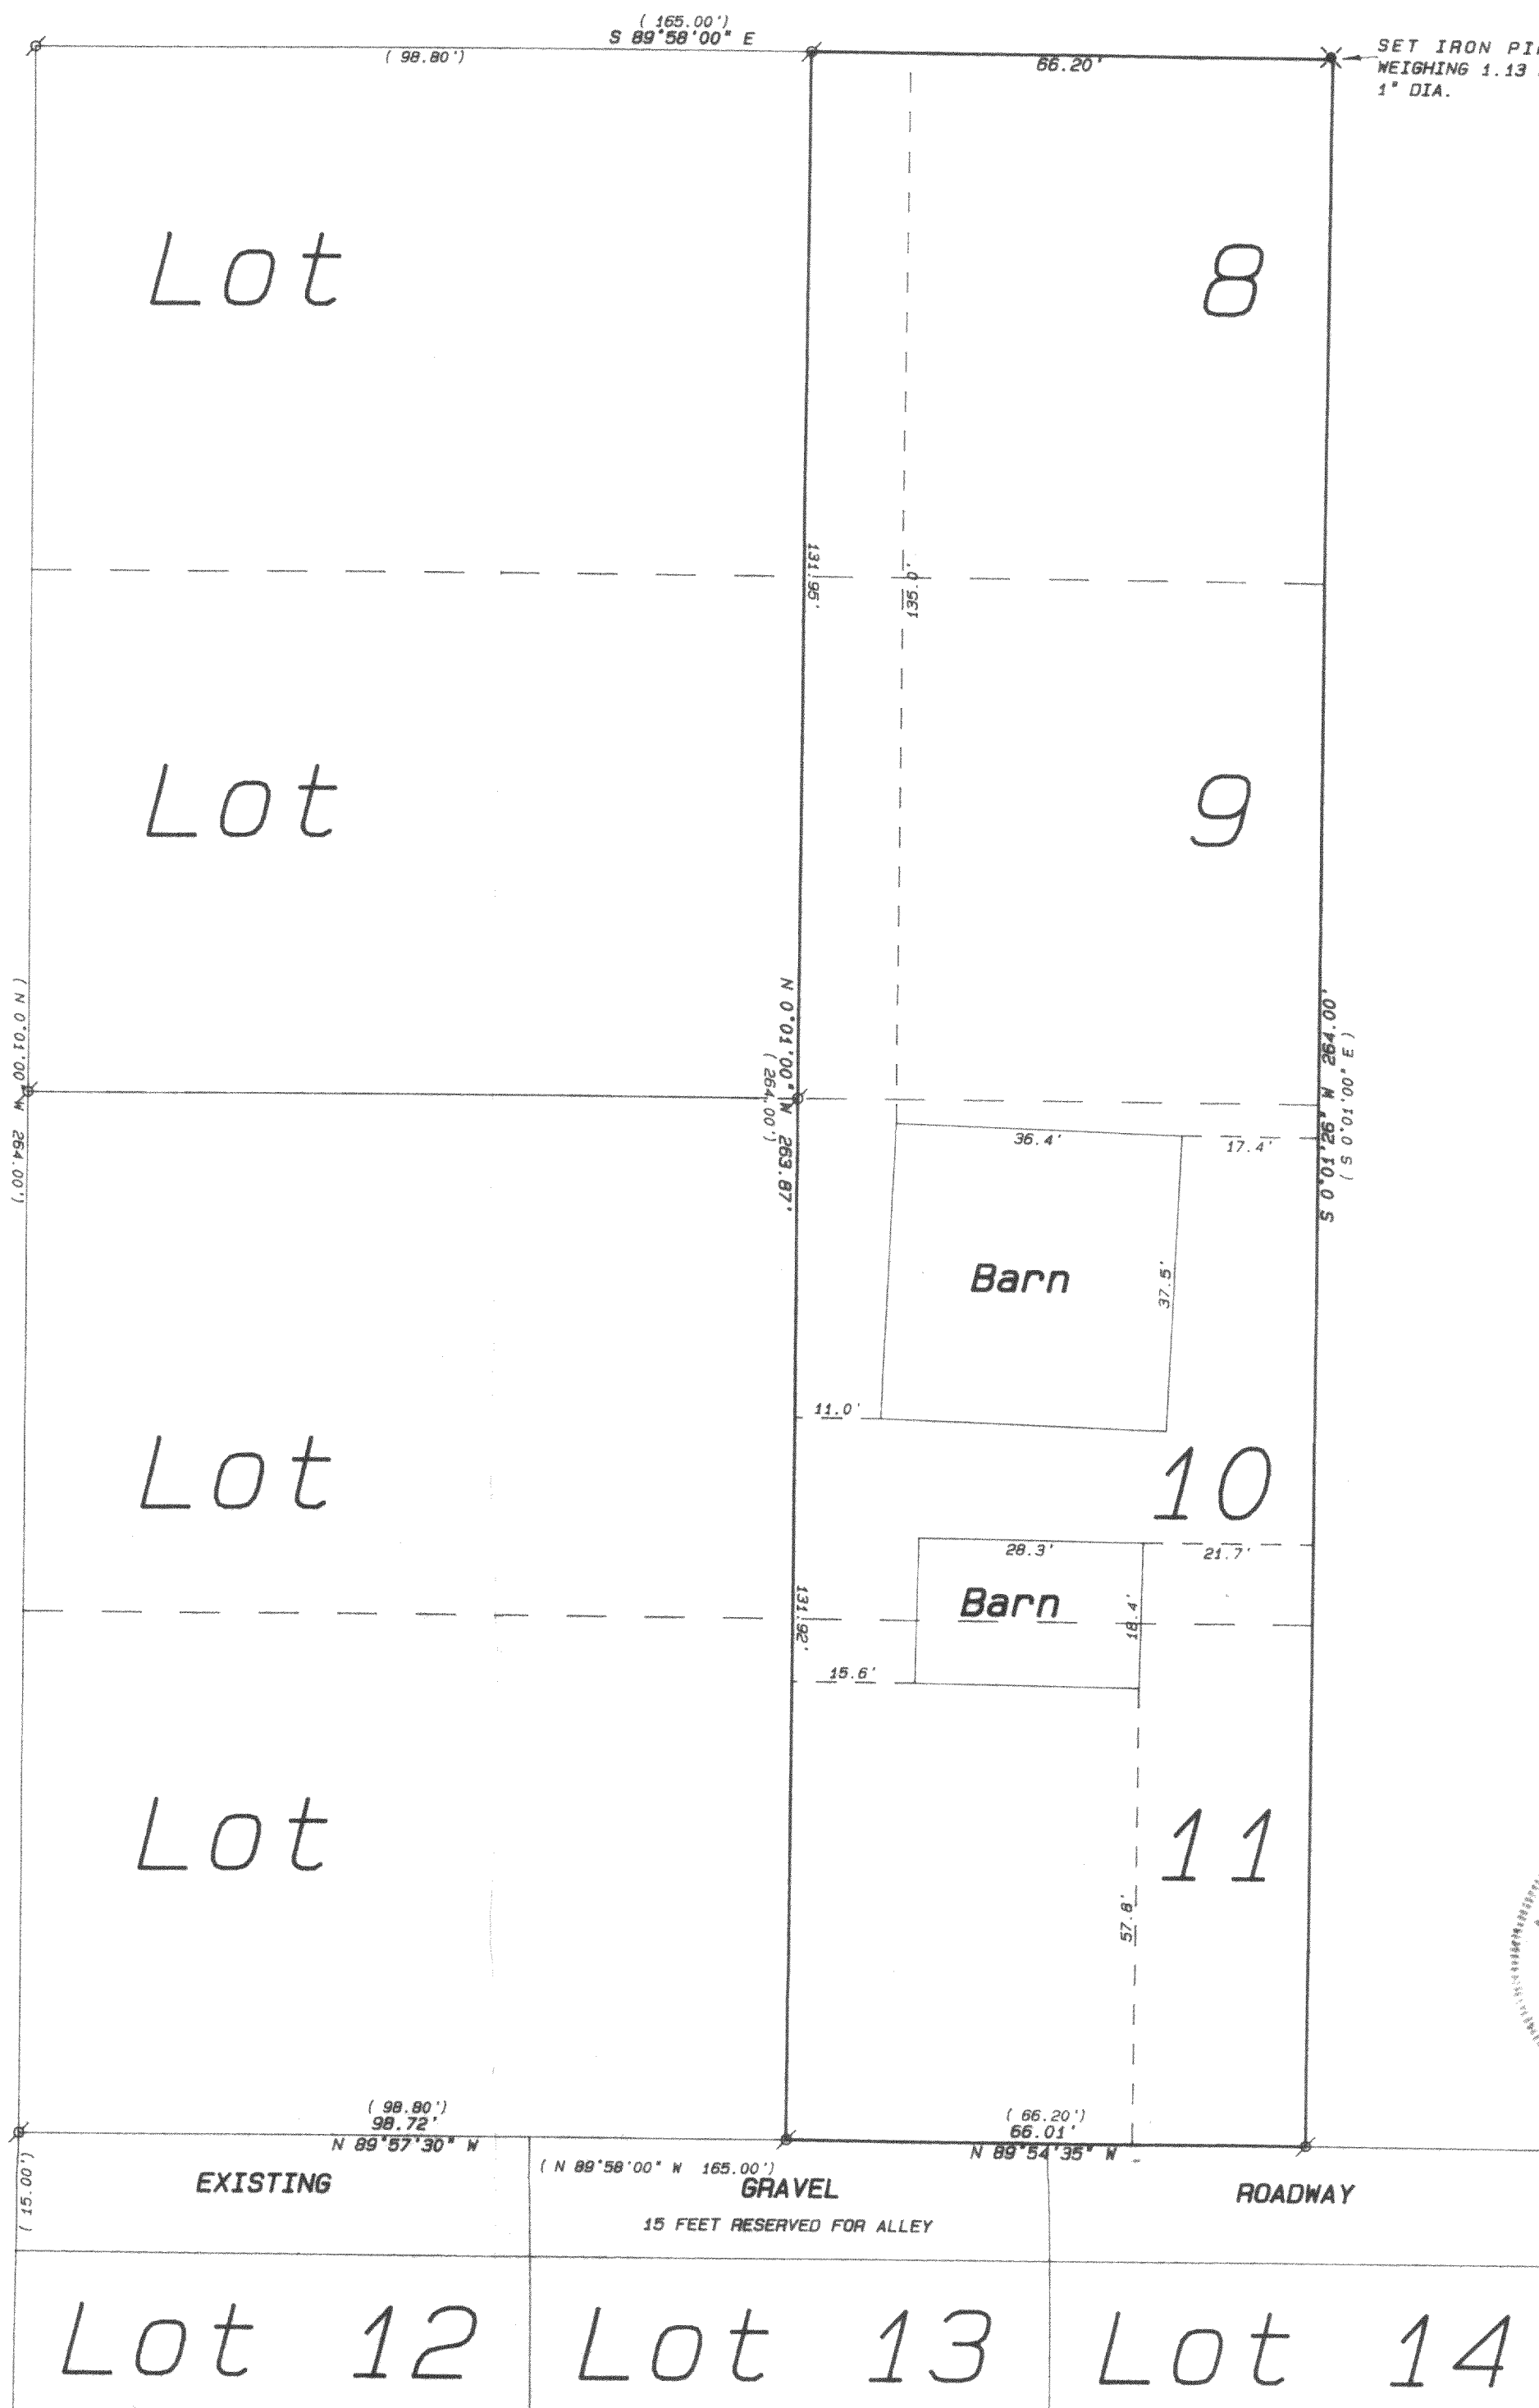 ( 165.00')
S 89°58'00" E
( 98.80')
66.20'
SET IRON
WEIGHING 1.13
1" DIA.
Lot 8
131.95'
135.0'
Lot 9
( N 0°01'00" W 264.00')
N 0°01'00" W 263.87'
( 264.00')
S 0°01'26" W 264.00'
( S 0°01'00" E )
36.4'
17.4'
Barn
37.5'
11.0'
Lot 10
28.3'
21.7'
Barn
18.4'
131.92'
15.6'
Lot 11
57.8'
( 98.80')
98.72'
N 89°57'30" W
( 66.20')
66.01'
N 89°54'35" W
( 15.00')
( N 89°58'00" W 165.00')
EXISTING GRAVEL ROADWAY
15 FEET RESERVED FOR ALLEY
Lot 12 Lot 13 Lot 14